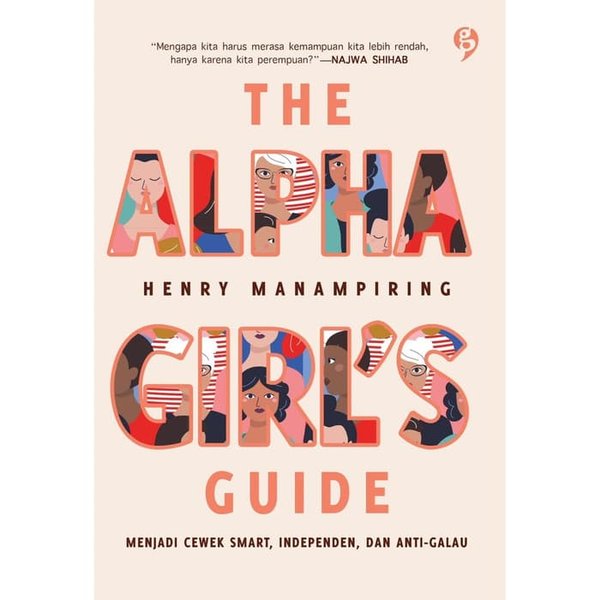 “Mengapa kita harus merasa kemampuan kita lebih rendah,
hanya karena kita perempuan?”—NAJWA SHIHAB
THE
ALPHA
HENRY MANAMPIRING
GIRL'S
GUIDE
MENJADI CEWEK SMART, INDEPENDEN, DAN ANTI-GALAU